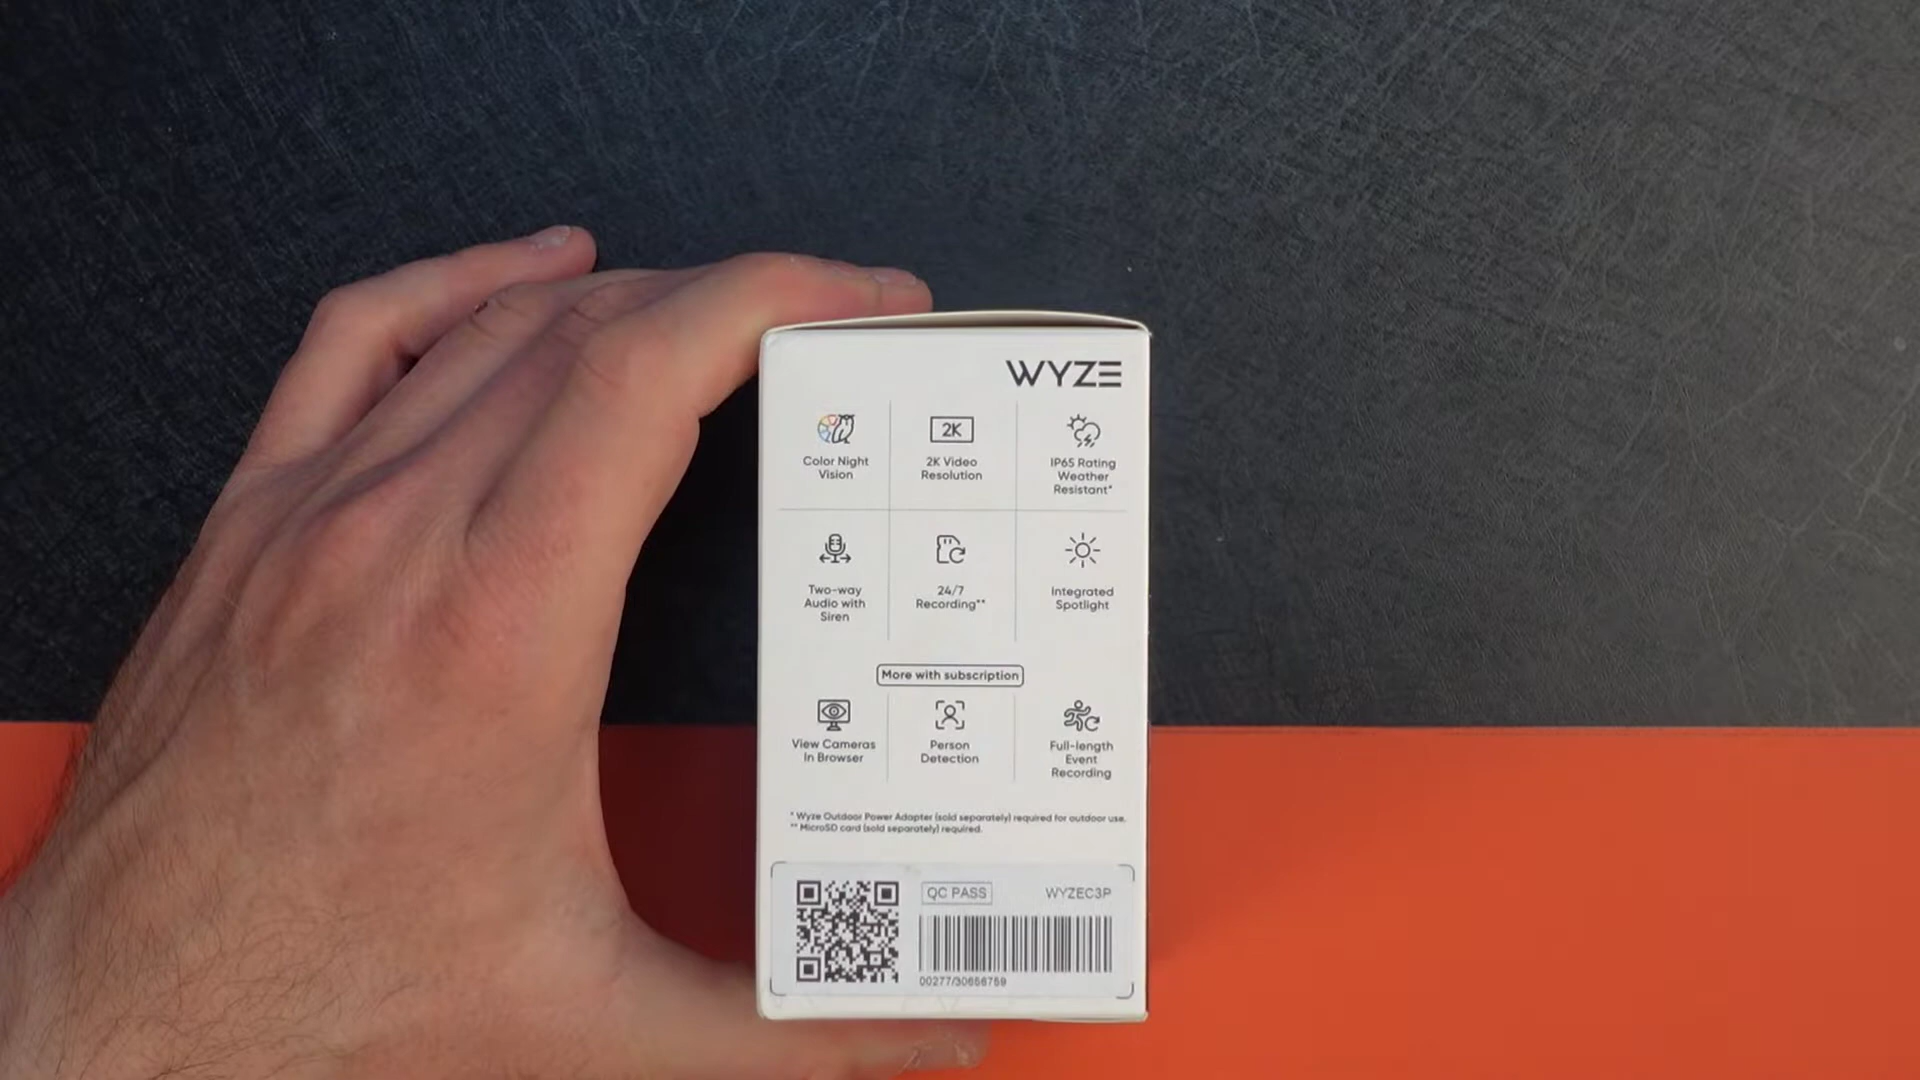 WYZE
Color Night
Vision
2K
2K Video
Resolution
IP65 Rating
Weather
Resistant*
Two-way
Audio with
Siren
24/7
Recording**
Integrated
Spotlight
More with subscription
View Cameras
In Browser
Person
Detection
Full-length
Event
Recording
* Wyze Outdoor Power Adapter (sold separately) required for outdoor use.
** MicroSD card (sold separately) required.
QC PASS
WYZEC3P
00277/30656759